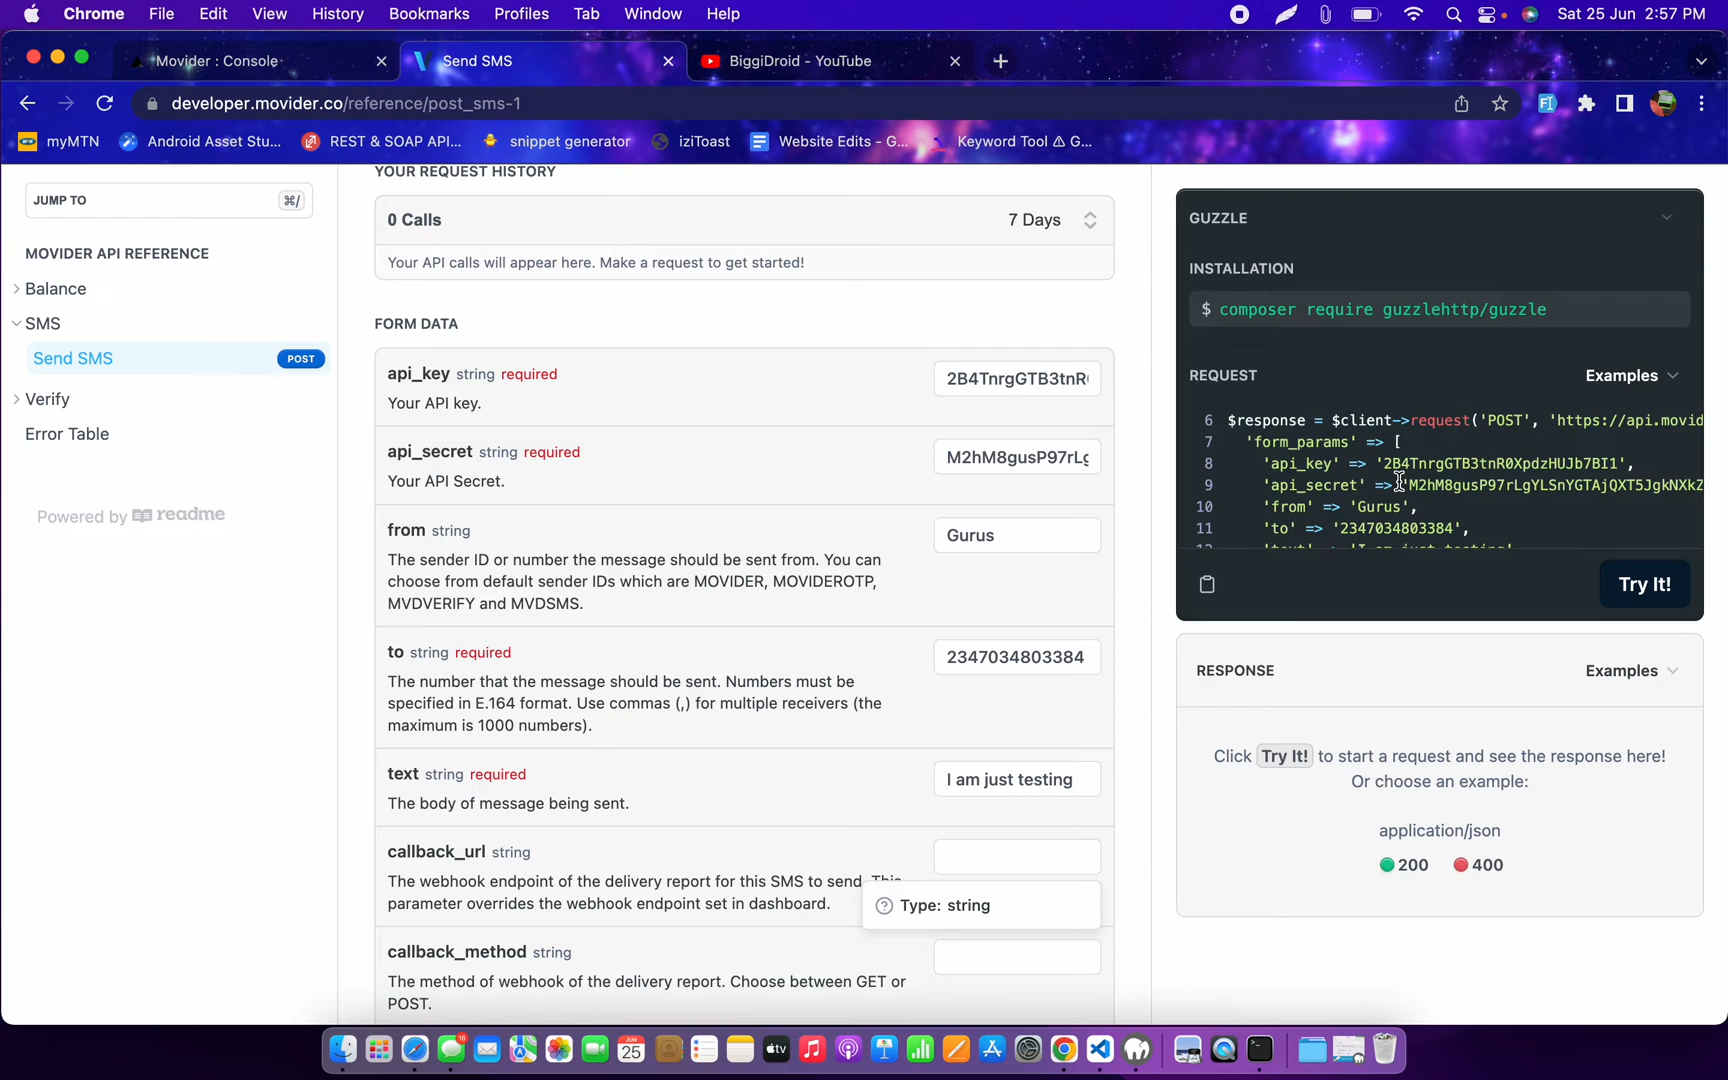 Chrome File Edit View History Bookmarks Profiles Tab Window Help Sat 25 Jun 2:57 PM
Movider : Console Send SMS BiggiDroid - YouTube
developer.movider.co/reference/post_sms-1
myMTN Android Asset Stu... REST & SOAP API... snippet generator iziToast Website Edits - G... Keyword Tool ⚠ G...
JUMP TO ⌘/
MOVIDER API REFERENCE
Balance
SMS
Send SMS POST
Verify
Error Table
Powered by readme
YOUR REQUEST HISTORY
0 Calls 7 Days
Your API calls will appear here. Make a request to get started!
FORM DATA
api_key string required 2B4TnrgGTB3tnR
Your API key.
api_secret string required M2hM8gusP97rLg
Your API Secret.
from string Gurus
The sender ID or number the message should be sent from. You can
choose from default sender IDs which are MOVIDER, MOVIDEROTP,
MVDVERIFY and MVDSMS.
to string required 2347034803384
The number that the message should be sent. Numbers must be
specified in E.164 format. Use commas (,) for multiple receivers (the
maximum is 1000 numbers).
text string required I am just testing
The body of message being sent.
callback_url string
The webhook endpoint of the delivery report for this SMS to send. This
parameter overrides the webhook endpoint set in dashboard.
Type: string
callback_method string
The method of webhook of the delivery report. Choose between GET or
POST.
GUZZLE
INSTALLATION
$ composer require guzzlehttp/guzzle
REQUEST Examples
6 $response = $client->request('POST', 'https://api.movid
7 'form_params' => [
8 'api_key' => '2B4TnrgGTB3tnR0XpdzHUJb7BI1',
9 'api_secret' => 'M2hM8gusP97rLgYLSnYGTAjQXT5JgkNXkZ
10 'from' => 'Gurus',
11 'to' => '2347034803384',
12 'text' => 'I am just testing'
Try It!
RESPONSE Examples
Click Try It! to start a request and see the response here!
Or choose an example:
application/json
200 400
JUN
25
tv